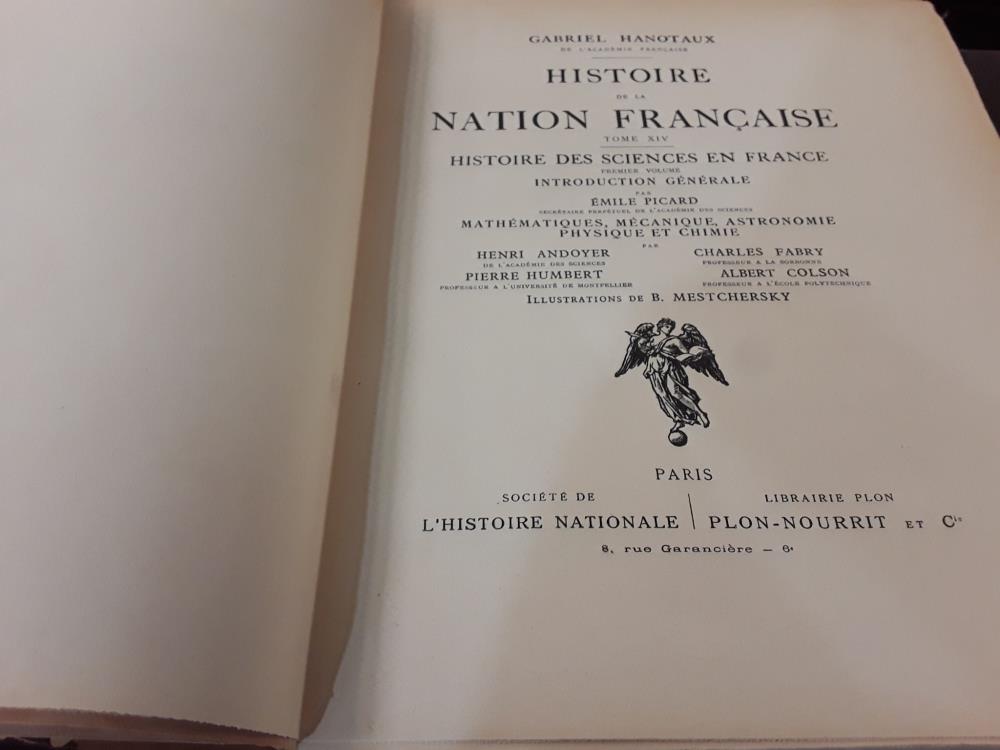 GABRIEL HANOTAUX
DE L'ACADÉMIE FRANÇAISE
HISTOIRE
DE LA
NATION FRANÇAISE
TOME XIV
HISTOIRE DES SCIENCES EN FRANCE
PREMIER VOLUME
INTRODUCTION GÉNÉRALE
PAR
ÉMILE PICARD
SECRÉTAIRE PERPÉTUEL DE L'ACADÉMIE DES SCIENCES
MATHÉMATIQUES, MÉCANIQUE, ASTRONOMIE
PHYSIQUE ET CHIMIE
PAR
HENRI ANDOYER CHARLES FABRY
DE L'ACADÉMIE DES SCIENCES PROFESSEUR A LA SORBONNE
PIERRE HUMBERT ALBERT COLSON
PROFESSEUR A L'UNIVERSITÉ DE MONTPELLIER PROFESSEUR A L'ÉCOLE POLYTECHNIQUE
ILLUSTRATIONS DE B. MESTCHERSKY
PARIS
SOCIÉTÉ DE LIBRAIRIE PLON
L'HISTOIRE NATIONALE PLON-NOURRIT ET Cie
8, rue Garancière — 6e